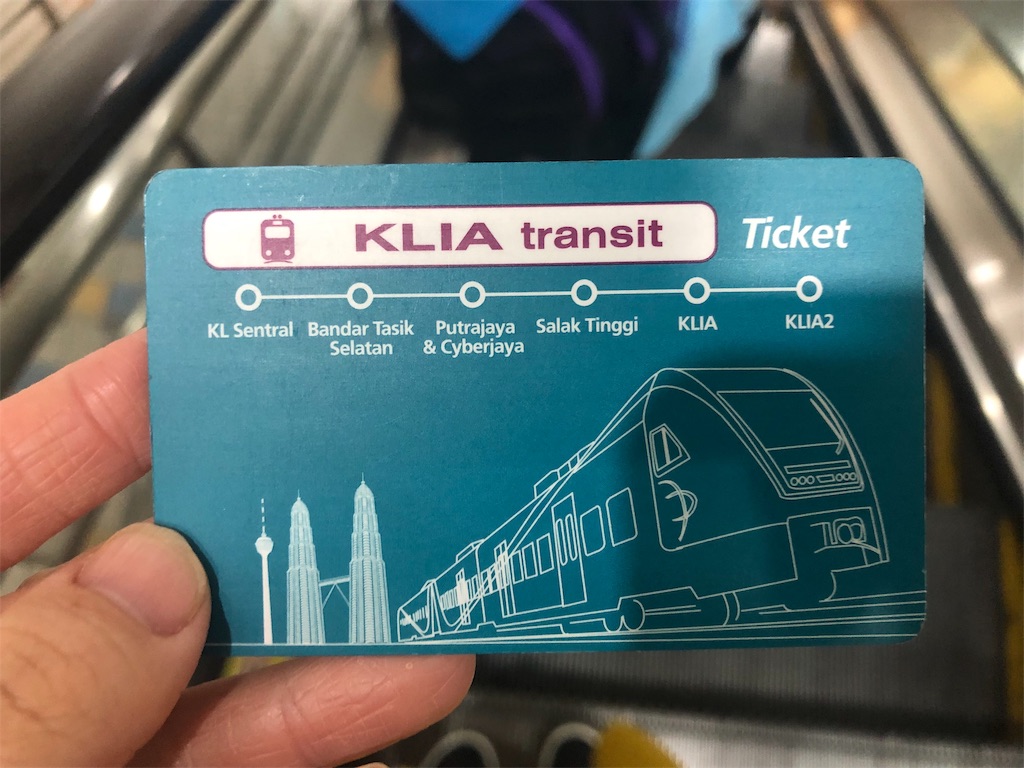 KLIA transit Ticket
KL Sentral Bandar Tasik Selatan Putrajaya & Cyberjaya Salak Tinggi KLIA KLIA2